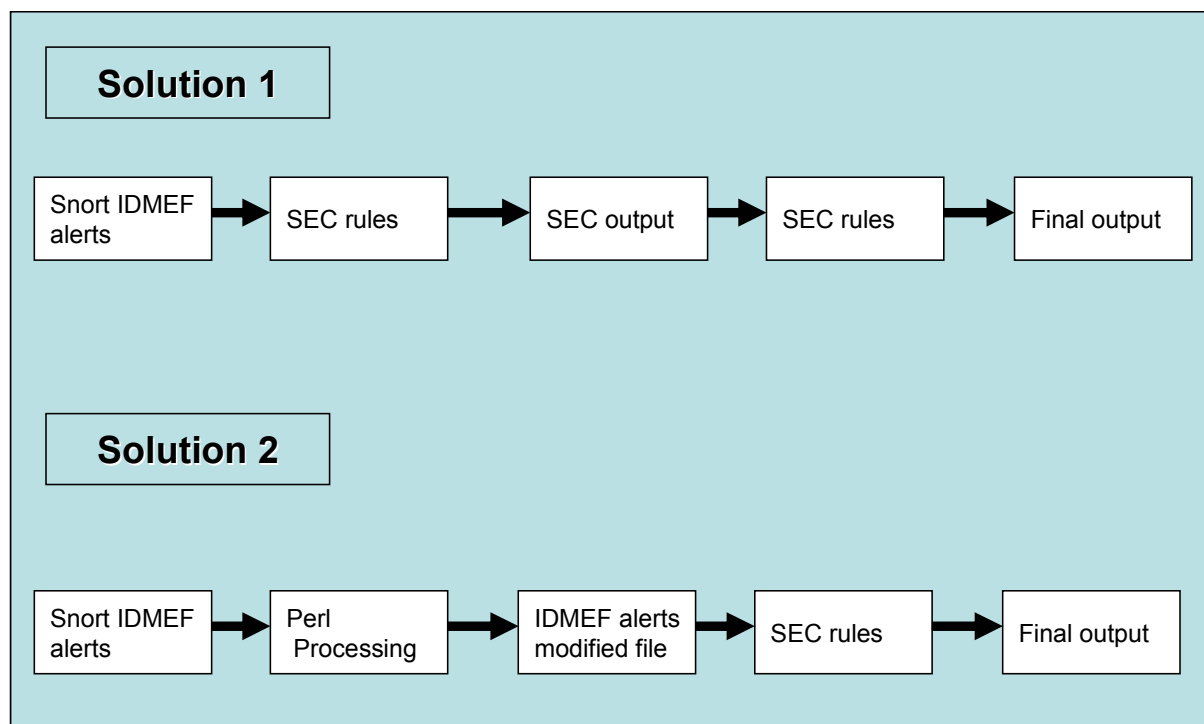 Solution 1
Snort IDMEF
alerts
SEC rules
SEC output
SEC rules
Final output
Solution 2
Snort IDMEF
alerts
Perl
Processing
IDMEF alerts
modified file
SEC rules
Final output